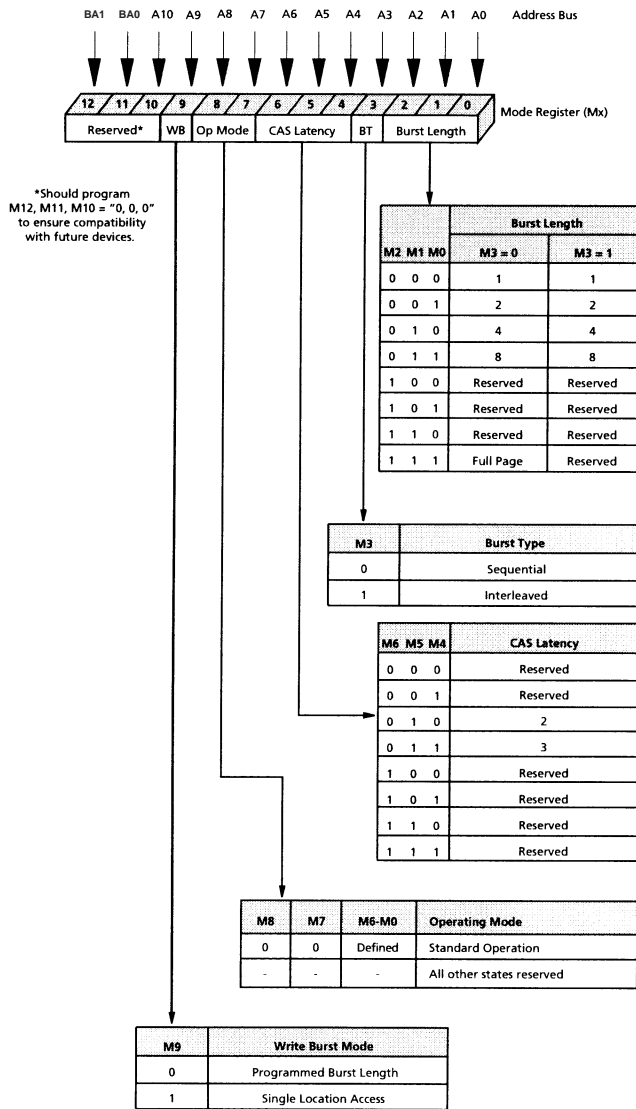 BA1 BA0 A10 A9 A8 A7 A6 A5 A4 A3 A2 A1 A0 Address Bus
12 11 10 9 8 7 6 5 4 3 2 1 0
Mode Register (Mx)
Reserved* WB Op Mode CAS Latency BT Burst Length
*Should program
M12, M11, M10 = "0, 0, 0"
to ensure compatibility
with future devices.
Burst Length
M2 M1 M0 M3 = 0 M3 = 1
0 0 0 1 1
0 0 1 2 2
0 1 0 4 4
0 1 1 8 8
1 0 0 Reserved Reserved
1 0 1 Reserved Reserved
1 1 0 Reserved Reserved
1 1 1 Full Page Reserved
M3 Burst Type
0 Sequential
1 Interleaved
M6 M5 M4 CAS Latency
0 0 0 Reserved
0 0 1 Reserved
0 1 0 2
0 1 1 3
1 0 0 Reserved
1 0 1 Reserved
1 1 0 Reserved
1 1 1 Reserved
M8 M7 M6-M0 Operating Mode
0 0 Defined Standard Operation
- - - All other states reserved
M9 Write Burst Mode
0 Programmed Burst Length
1 Single Location Access